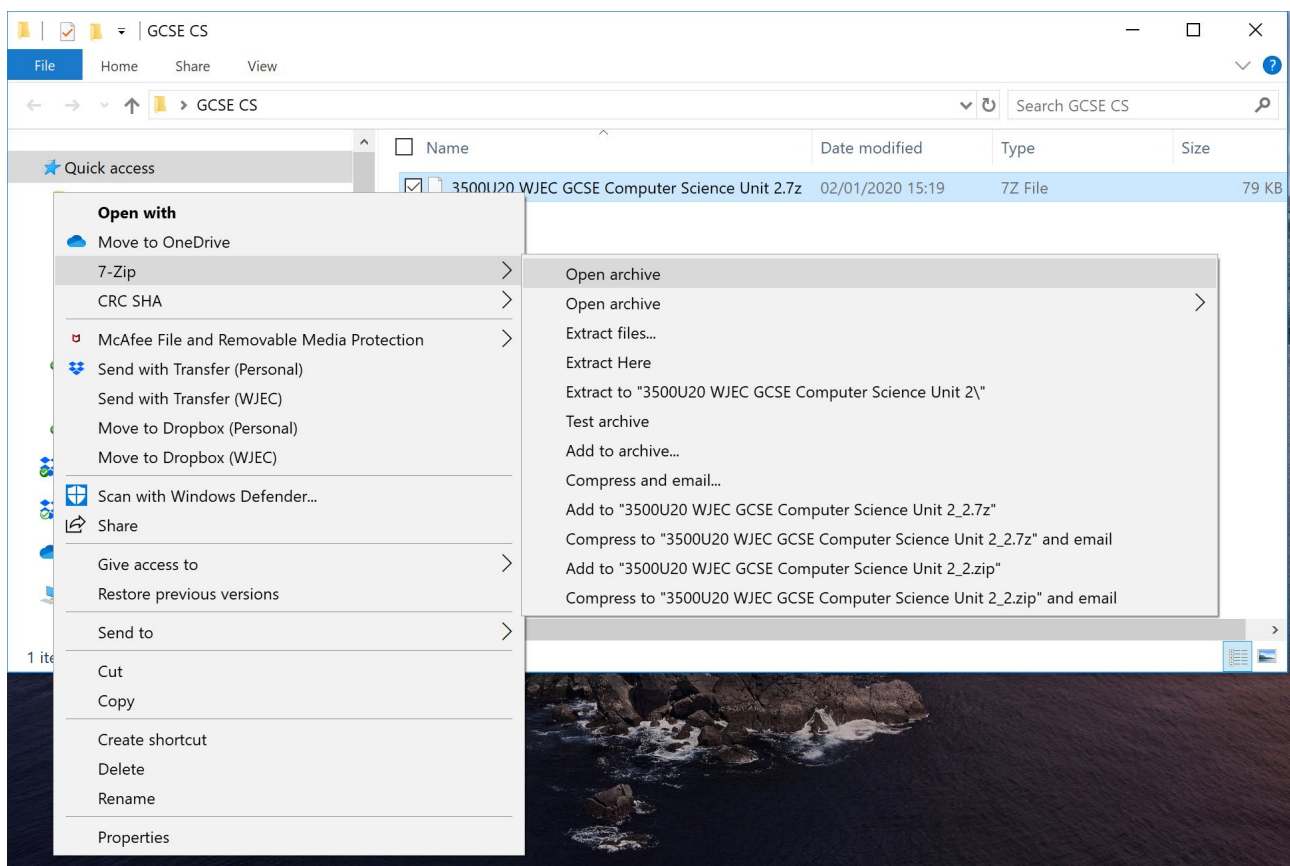 GCSE CS
File Home Share View
GCSE CS
Search GCSE CS
Quick access
Name Date modified Type Size
3500U20 WJEC GCSE Computer Science Unit 2.7z 02/01/2020 15:19 7Z File 79 KB
Open with
Move to OneDrive
7-Zip
CRC SHA
McAfee File and Removable Media Protection
Send with Transfer (Personal)
Send with Transfer (WJEC)
Move to Dropbox (Personal)
Move to Dropbox (WJEC)
Scan with Windows Defender...
Share
Give access to
Restore previous versions
Send to
Cut
Copy
Create shortcut
Delete
Rename
Properties
Open archive
Open archive
Extract files...
Extract Here
Extract to "3500U20 WJEC GCSE Computer Science Unit 2\"
Test archive
Add to archive...
Compress and email...
Add to "3500U20 WJEC GCSE Computer Science Unit 2_2.7z"
Compress to "3500U20 WJEC GCSE Computer Science Unit 2_2.7z" and email
Add to "3500U20 WJEC GCSE Computer Science Unit 2_2.zip"
Compress to "3500U20 WJEC GCSE Computer Science Unit 2_2.zip" and email
1